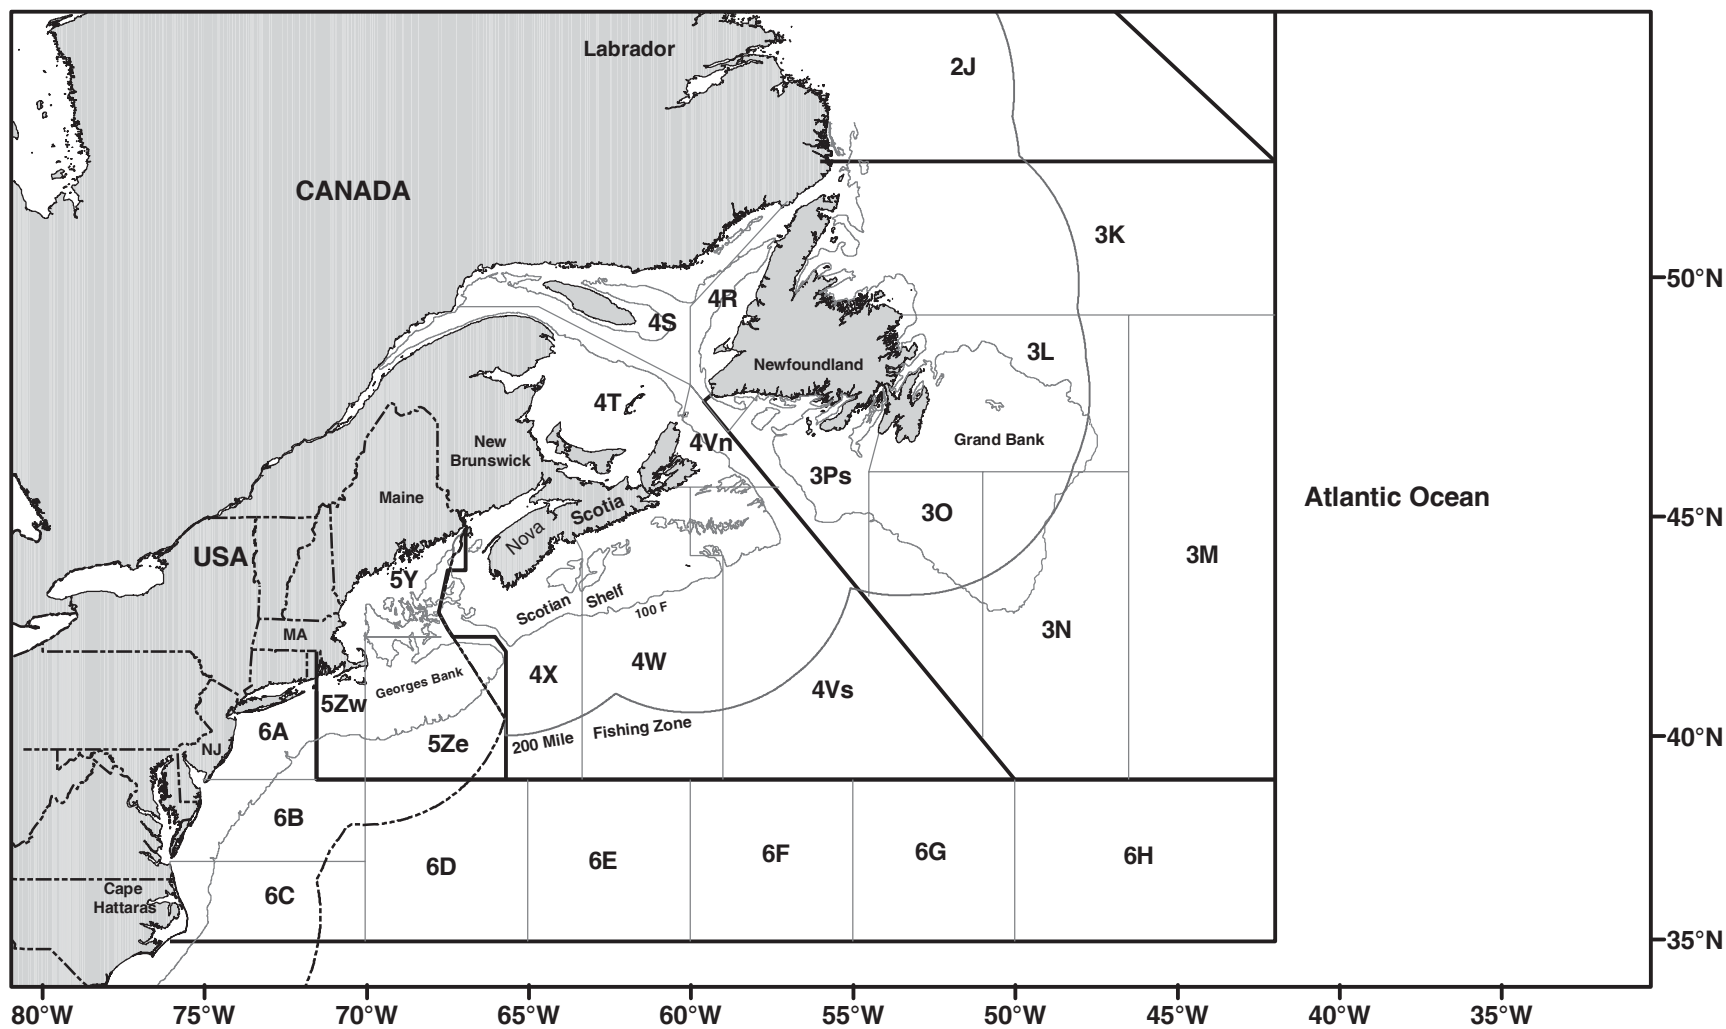 Labrador
2J
CANADA
3K
50°N
4R
4S
3L
Newfoundland
4T
Grand Bank
4Vn
New
Brunswick
3Ps
Maine
Atlantic Ocean
Nova Scotia
3O
45°N
USA
3M
5Y
Scotian Shelf
100 F
MA
3N
4W
4X
Georges Bank
4Vs
5Zw
6A
200 Mile Fishing Zone
40°N
5Ze
NJ
6B
6D
6E
6F
6G
6H
Cape
Hattaras
6C
35°N
80°W 75°W 70°W 65°W 60°W 55°W 50°W 45°W 40°W 35°W